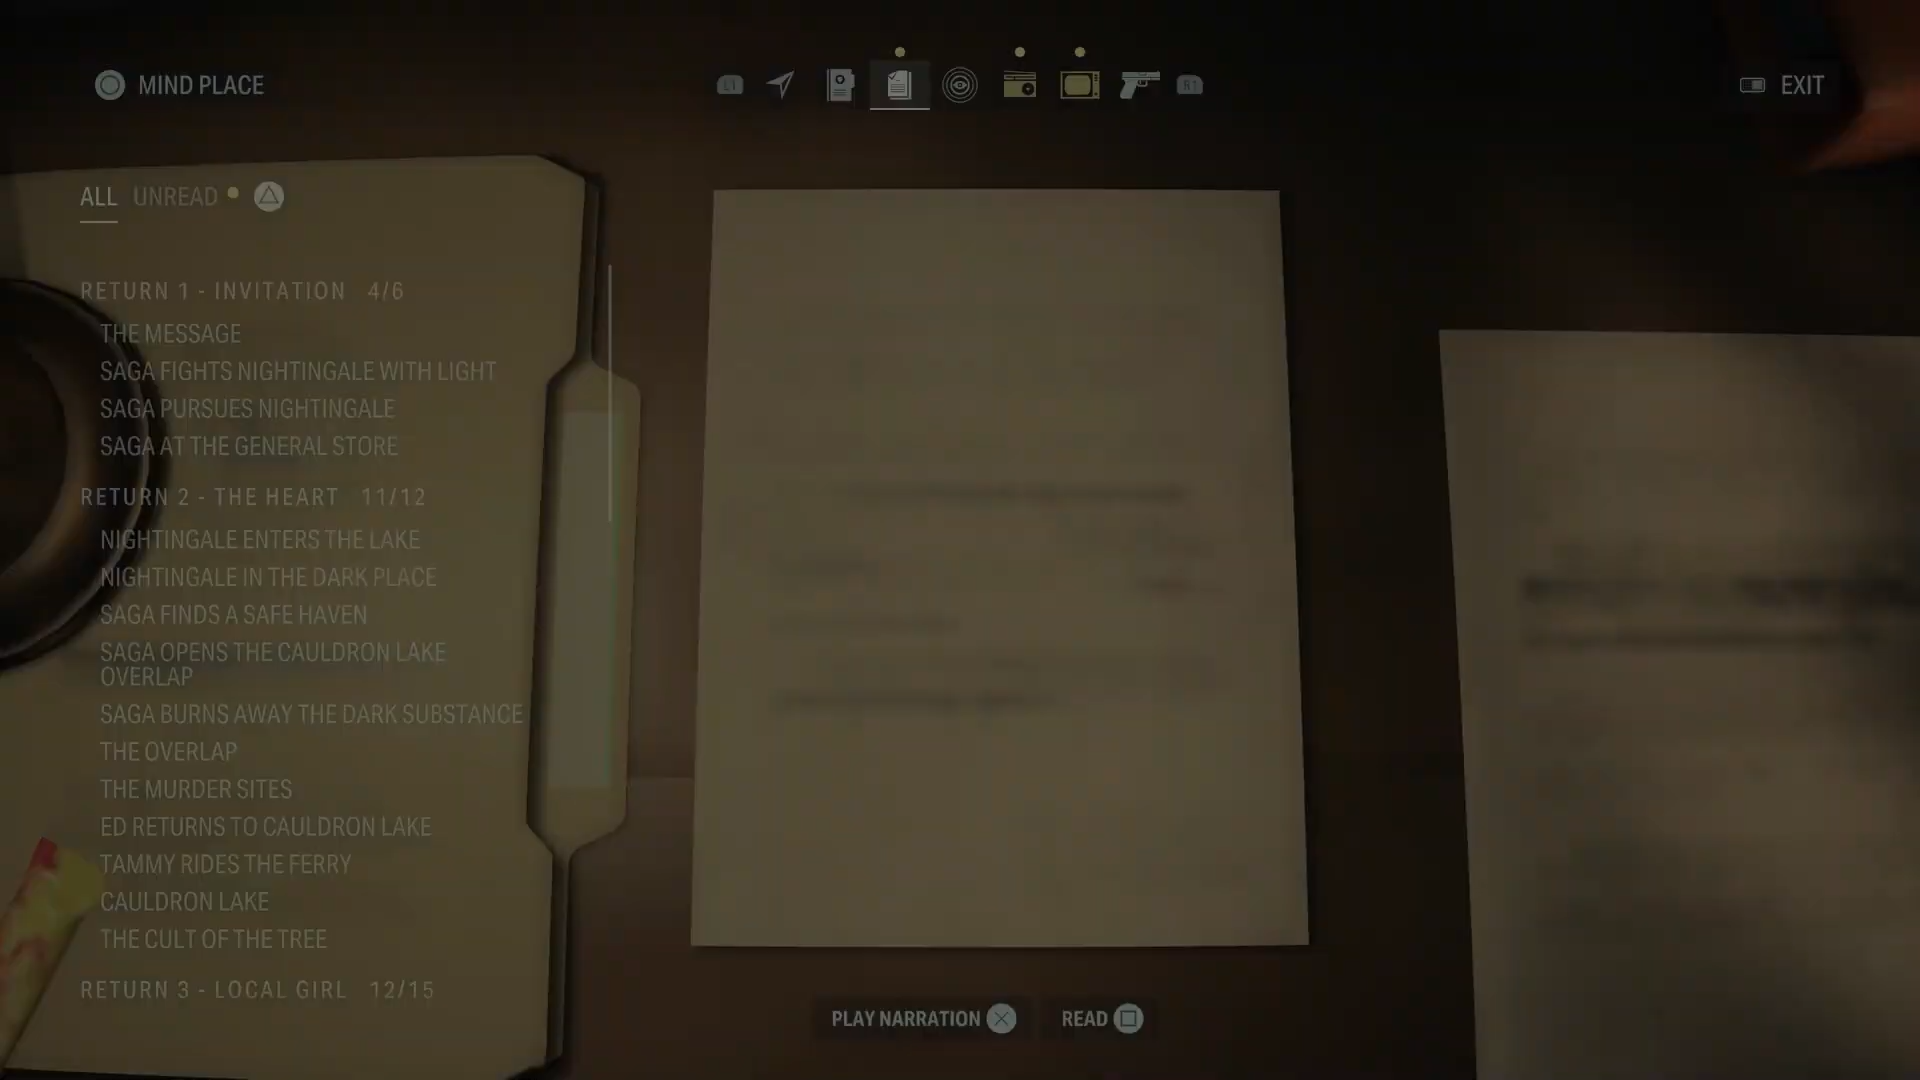 MIND PLACE
L1
R1
EXIT
ALL UNREAD
RETURN 1 - INVITATION 4/6
THE MESSAGE
SAGA FIGHTS NIGHTINGALE WITH LIGHT
SAGA PURSUES NIGHTINGALE
SAGA AT THE GENERAL STORE
RETURN 2 - THE HEART 11/12
NIGHTINGALE ENTERS THE LAKE
NIGHTINGALE IN THE DARK PLACE
SAGA FINDS A SAFE HAVEN
SAGA OPENS THE CAULDRON LAKE
OVERLAP
SAGA BURNS AWAY THE DARK SUBSTANCE
THE OVERLAP
THE MURDER SITES
ED RETURNS TO CAULDRON LAKE
TAMMY RIDES THE FERRY
CAULDRON LAKE
THE CULT OF THE TREE
RETURN 3 - LOCAL GIRL 12/15
PLAY NARRATION
READ